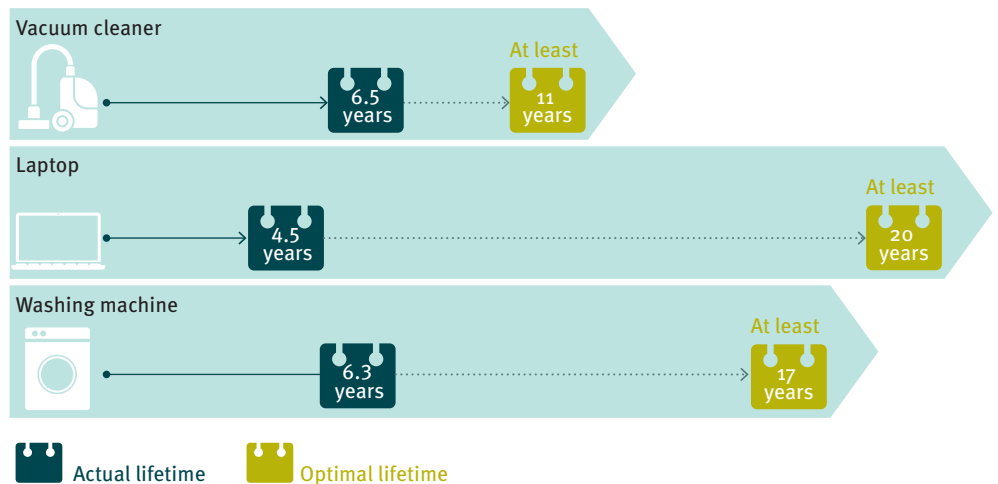 Vacuum cleaner
At least
6.5
years
11
years
Laptop
At least
4.5
years
20
years
Washing machine
At least
6.3
years
17
years
Actual lifetime
Optimal lifetime